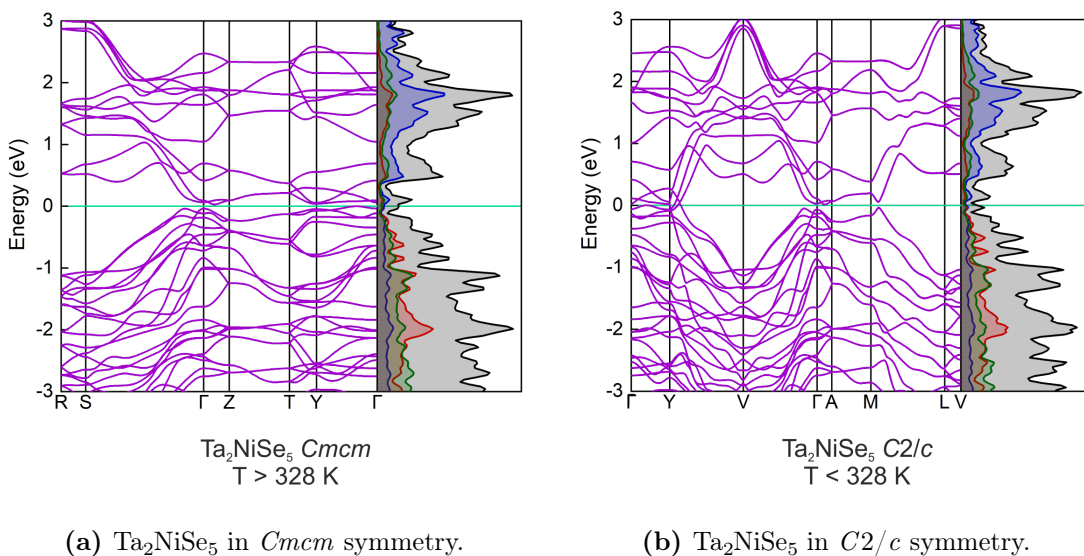 3
2
1
0
-1
-2
-3
Energy (eV)
R S Γ Z T Y Γ
Ta₂NiSe₅ Cmcm
T > 328 K
(a) Ta₂NiSe₅ in Cmcm symmetry.
3
2
1
0
-1
-2
-3
Energy (eV)
Γ Y V Γ A M L V
Ta₂NiSe₅ C2/c
T < 328 K
(b) Ta₂NiSe₅ in C2/c symmetry.